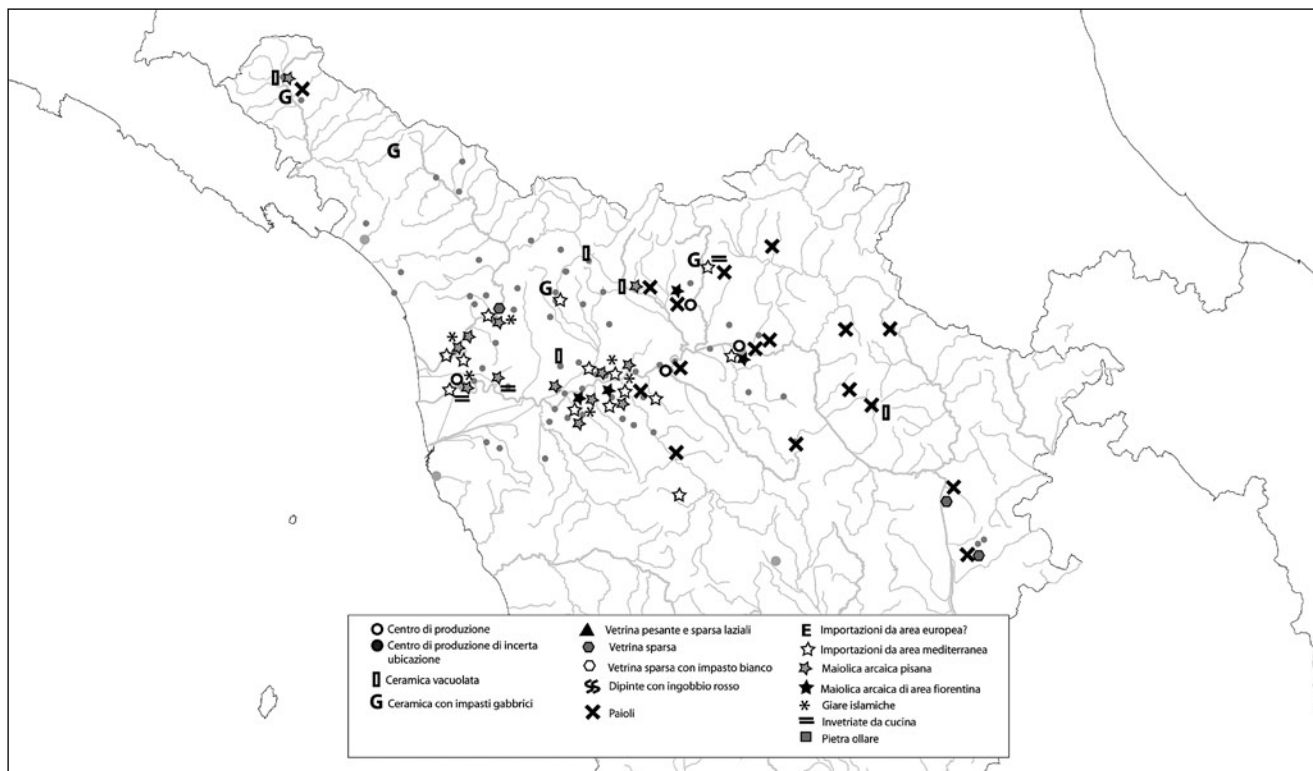 G
G
G
G
Centro di produzione
Centro di produzione di incerta
ubicazione
Ceramica vacuolata
G Ceramica con impasti gabbrici
Vetrina pesante e sparsa laziali
Vetrina sparsa
Vetrina sparsa con impasto bianco
Dipinte con ingobbio rosso
Paioli
E Importazioni da area europea?
Importazioni da area mediterranea
Maiolica arcaica pisana
Maiolica arcaica di area fiorentina
Giare islamiche
Invetriate da cucina
Pietra ollare